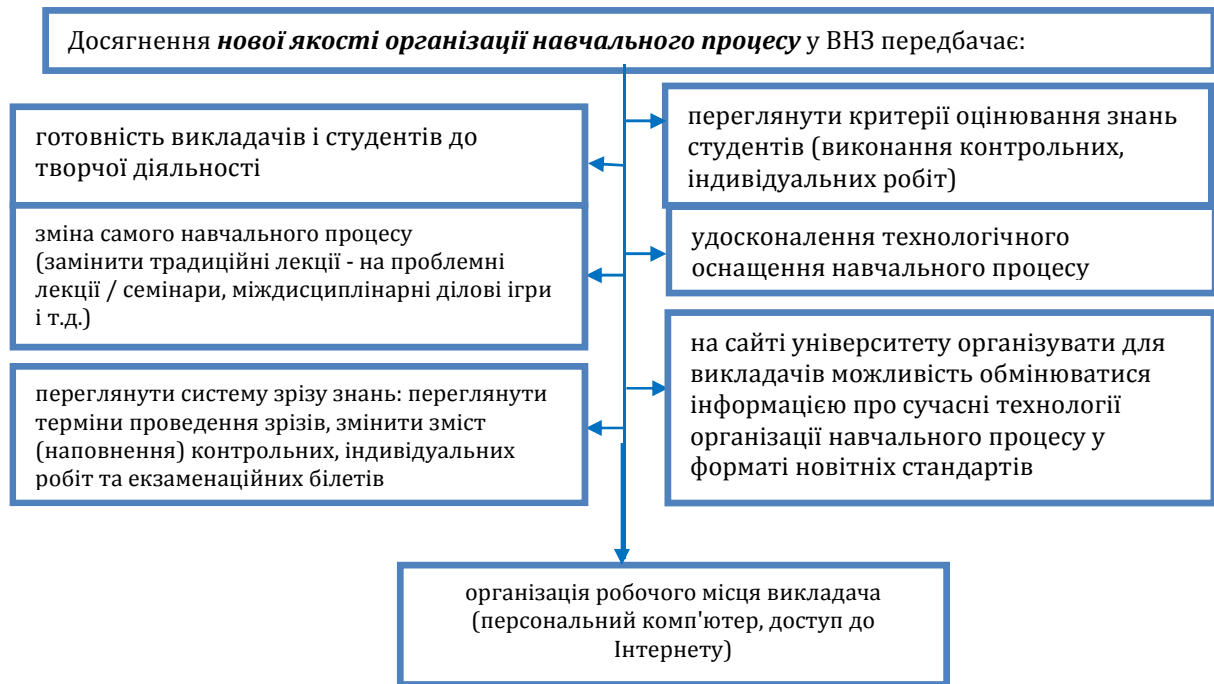 Досягнення нової якості організації навчального процесу у ВНЗ передбачає:
готовність викладачів і студентів до
творчої діяльності
переглянути критерії оцінювання знань
студентів (виконання контрольних,
індивідуальних робіт)
зміна самого навчального процесу
(замінити традиційні лекції - на проблемні
лекції / семінари, міждисциплінарні ділові ігри
і т.д.)
удосконалення технологічного
оснащення навчального процесу
переглянути систему зрізу знань: переглянути
терміни проведення зрізів, змінити зміст
(наповнення) контрольних, індивідуальних
робіт та екзаменаційних білетів
на сайті університету організувати для
викладачів можливість обмінюватися
інформацією про сучасні технології
організації навчального процесу у
форматі новітніх стандартів
організація робочого місця викладача
(персональний комп'ютер, доступ до
Інтернету)